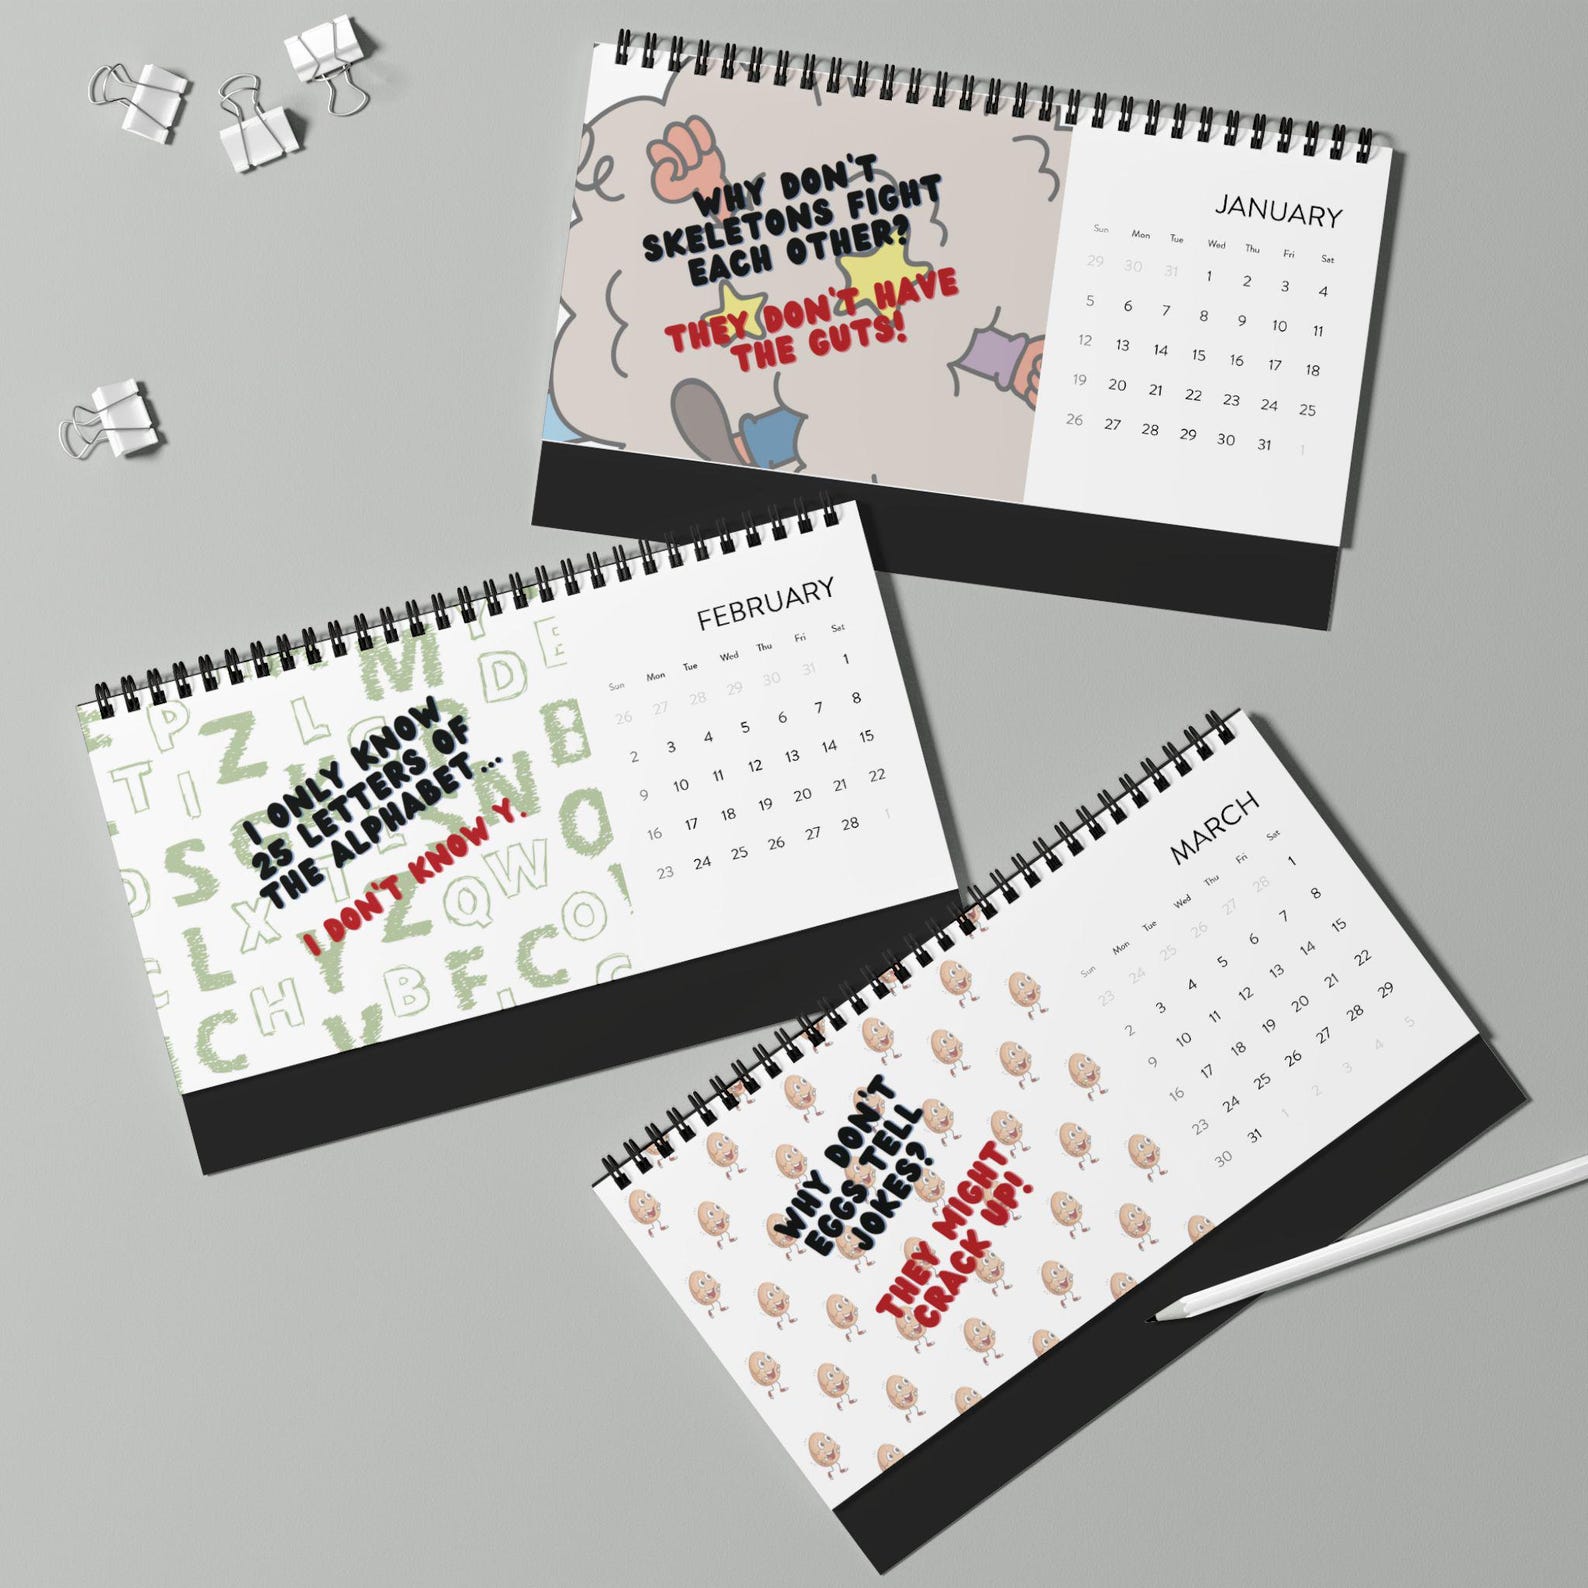 WHY DON'T
SKELETONS FIGHT
EACH OTHER?
THEY DON'T HAVE
THE GUTS!
JANUARY
Sun Mon Tue Wed Thu Fri Sat
29 30 31 1 2 3 4
5 6 7 8 9 10 11
12 13 14 15 16 17 18
19 20 21 22 23 24 25
26 27 28 29 30 31 1
I ONLY KNOW
25 LETTERS OF
THE ALPHABET...
I DON'T KNOW Y.
FEBRUARY
Sun Mon Tue Wed Thu Fri Sat
26 27 28 29 30 31 1
2 3 4 5 6 7 8
9 10 11 12 13 14 15
16 17 18 19 20 21 22
23 24 25 26 27 28 1
WHY DON'T
EGGS TELL
JOKES?
THEY MIGHT
CRACK UP!
MARCH
Sun Mon Tue Wed Thu Fri Sat
23 24 25 26 27 28 1
2 3 4 5 6 7 8
9 10 11 12 13 14 15
16 17 18 19 20 21 22
23 24 25 26 27 28 29
30 31 1 2 3 4 5